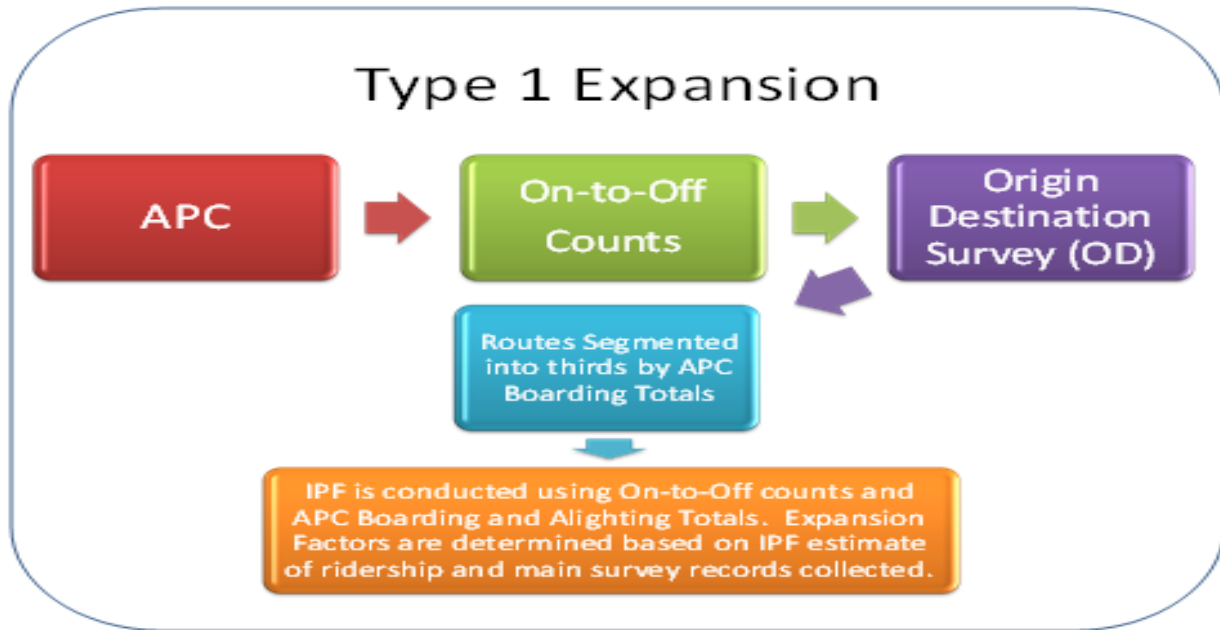 Type 1 Expansion
APC
On-to-Off
Counts
Origin
Destination
Survey (OD)
Routes Segmented
into thirds by APC
Boarding Totals
IPF is conducted using On-to-Off counts and
APC Boarding and Alighting Totals.  Expansion
Factors are determined based on IPF estimate
of ridership and main survey records collected.